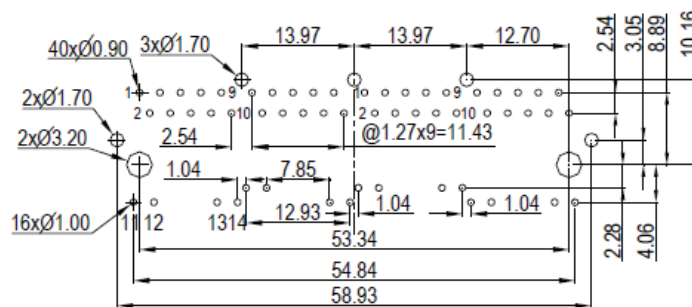 13.97 13.97 12.70
40xØ0.90 3xØ1.70
2.54 3.05 8.89 10.16
1 9 1 9
2 10 2 10
2xØ1.70
2xØ3.20
2.54 @1.27x9=11.43
1.04 7.85
16xØ1.00 11 12 1314 12.93 1.04 1.04
2.28 4.06
53.34
54.84
58.93